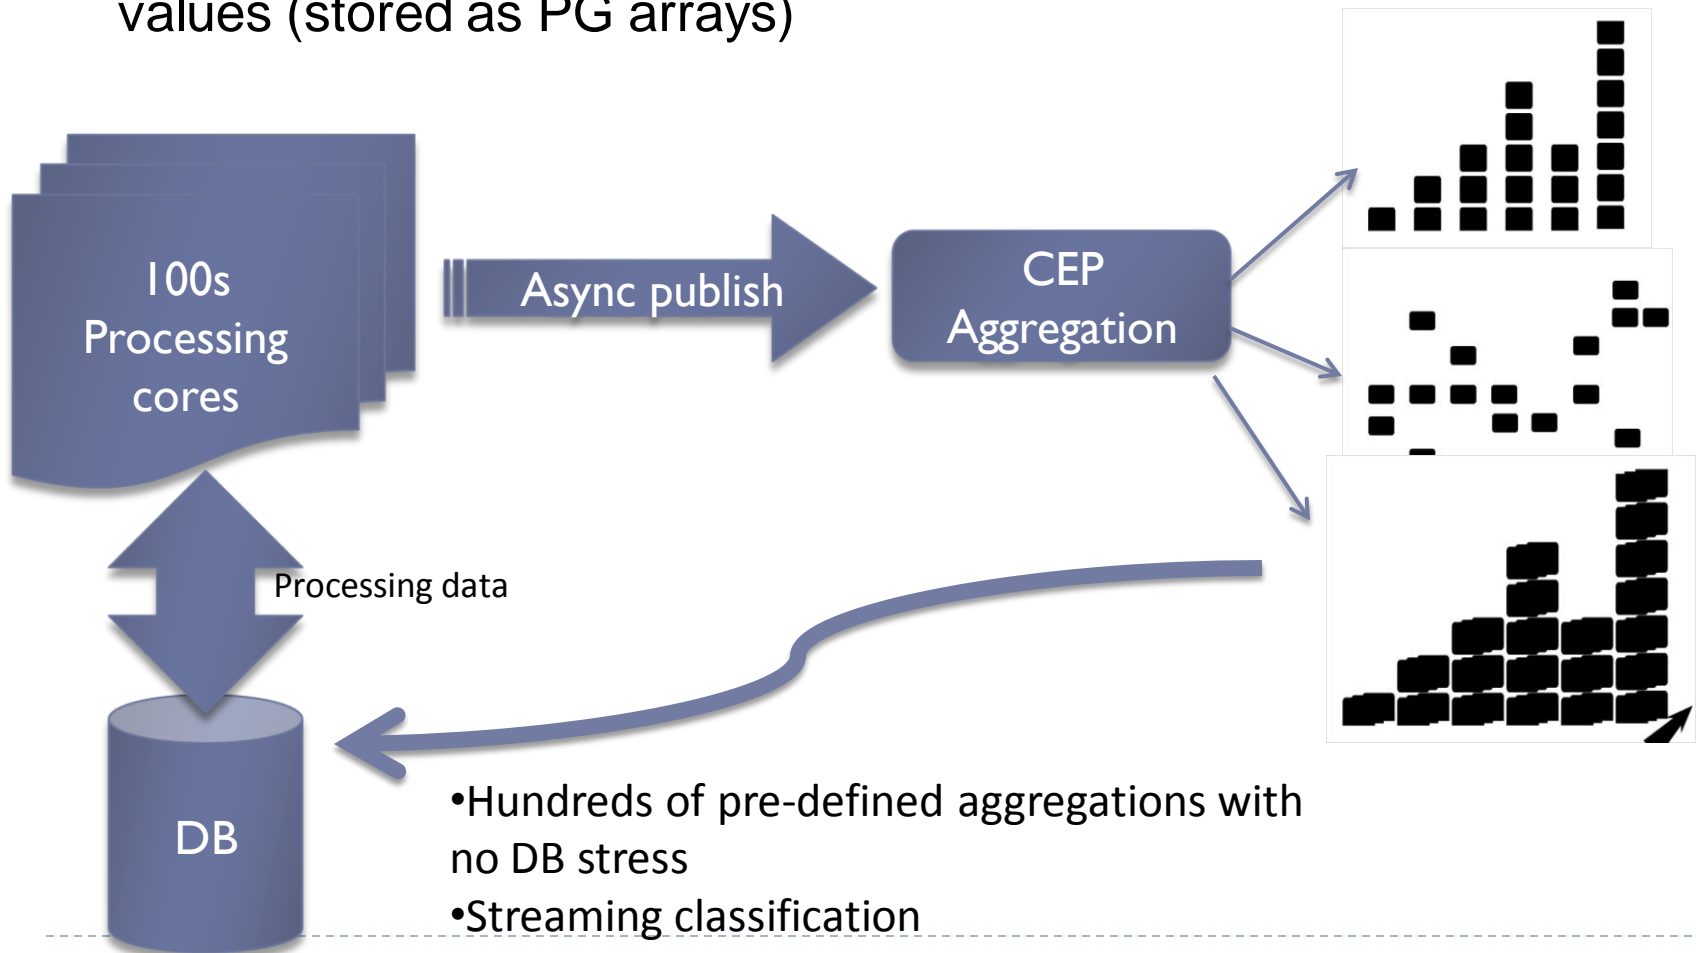 values (stored as PG arrays)
100s
Processing
cores
Async publish
CEP
Aggregation
Processing data
DB
•Hundreds of pre-defined aggregations with
no DB stress
•Streaming classification